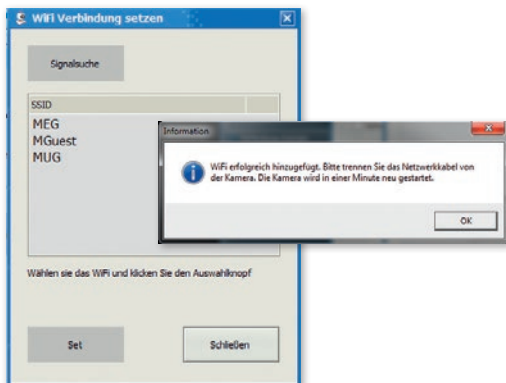 WiFi Verbindung setzen
Signalsuche
SSID
MEG
MGuest
MUG
Information
WiFi erfolgreich hinzugefügt. Bitte trennen Sie das Netzwerkkabel von
der Kamera. Die Kamera wird in einer Minute neu gestartet.
OK
Wählen sie das WiFi und klicken Sie den Auswahlknopf
Set
Schließen